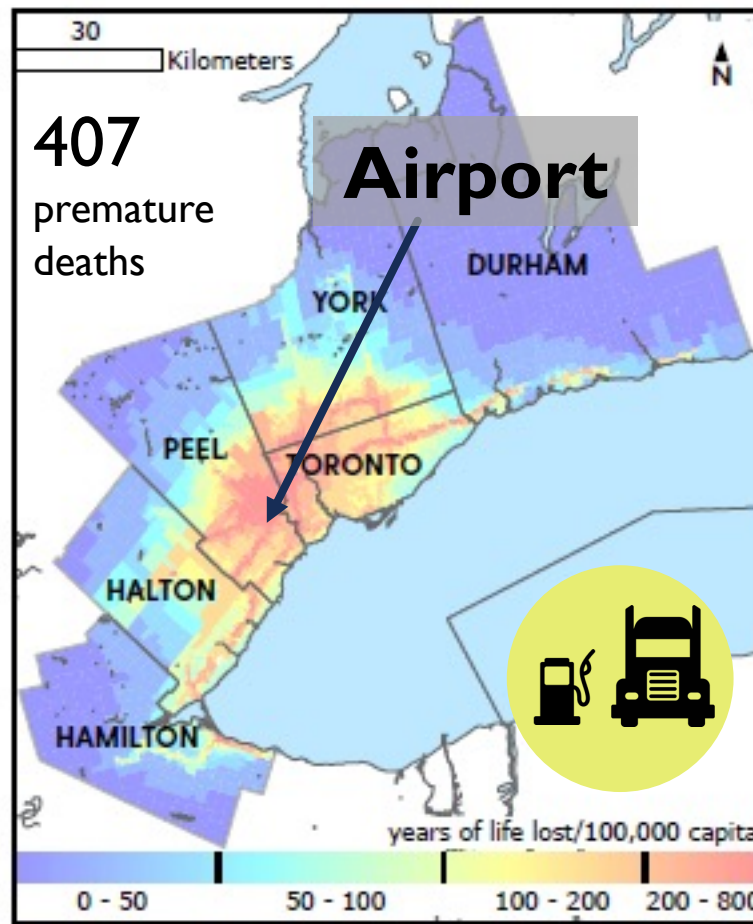 30
Kilometers
N
407
premature
deaths
Airport
DURHAM
YORK
PEEL
TORONTO
HALTON
HAMILTON
years of life lost/100,000 capita
0 - 50
50 - 100
100 - 200
200 - 800